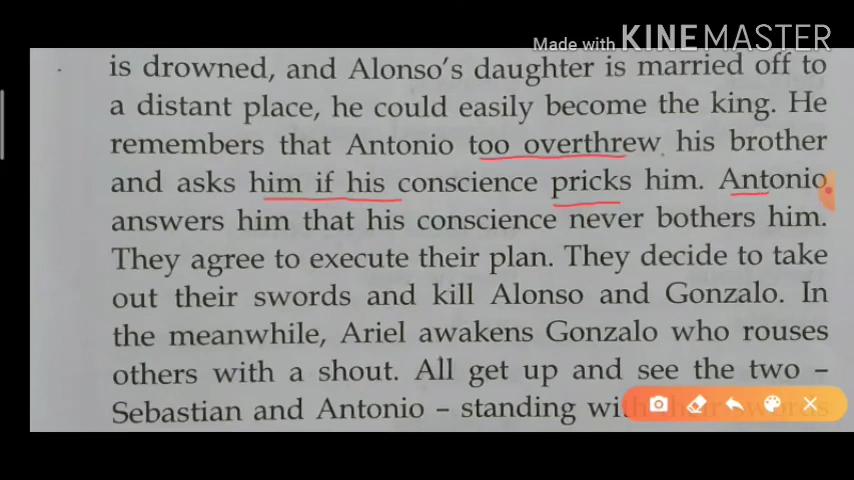 Made with KINEMASTER
is drowned, and Alonso's daughter is married off to
a distant place, he could easily become the king. He
remembers that Antonio too overthrew his brother
and asks him if his conscience pricks him. Antonio
answers him that his conscience never bothers him.
They agree to execute their plan. They decide to take
out their swords and kill Alonso and Gonzalo. In
the meanwhile, Ariel awakens Gonzalo who rouses
others with a shout. All get up and see the two –
Sebastian and Antonio – standing with their swords